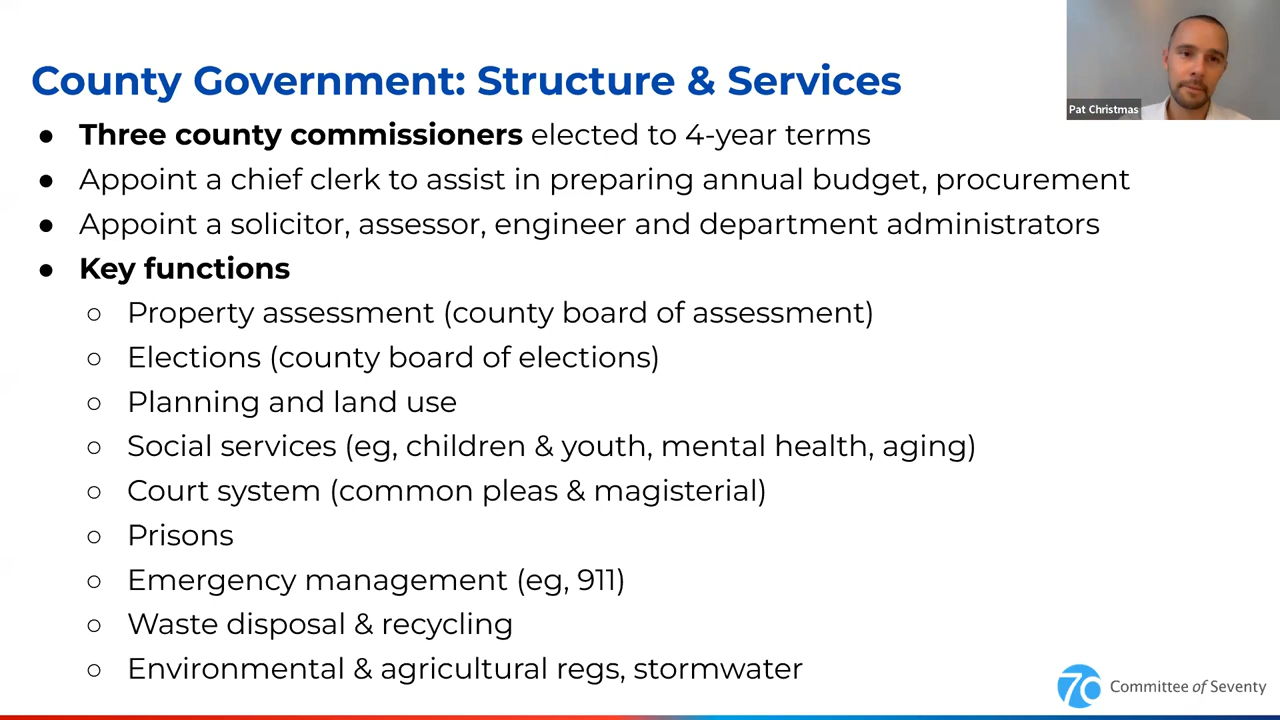 County Government: Structure & Services
Pat Christmas
● Three county commissioners elected to 4-year terms
● Appoint a chief clerk to assist in preparing annual budget, procurement
● Appoint a solicitor, assessor, engineer and department administrators
● Key functions
○ Property assessment (county board of assessment)
○ Elections (county board of elections)
○ Planning and land use
○ Social services (eg, children & youth, mental health, aging)
○ Court system (common pleas & magisterial)
○ Prisons
○ Emergency management (eg, 911)
○ Waste disposal & recycling
○ Environmental & agricultural regs, stormwater
70 Committee of Seventy